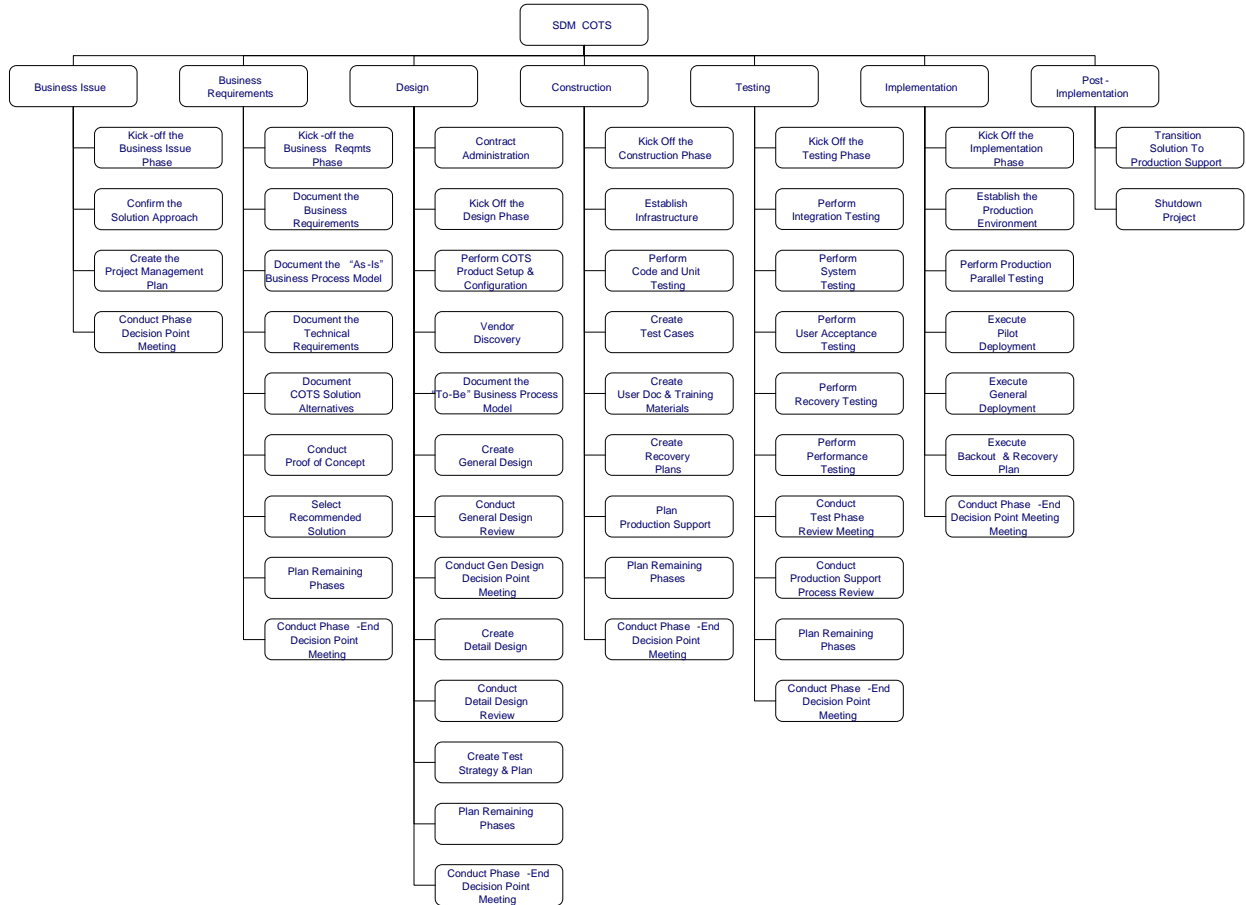 SDM COTS
Business Issue
Business
Requirements
Design
Construction
Testing
Implementation
Post -
Implementation
Kick -off the
Business Issue
Phase
Confirm the
Solution Approach
Create the
Project Management
Plan
Conduct Phase
Decision Point
Meeting
Kick -off the
Business Reqmts
Phase
Document the
Business
Requirements
Document the “As -Is”
Business Process Model
Document the
Technical
Requirements
Document
COTS Solution
Alternatives
Conduct
Proof of Concept
Select
Recommended
Solution
Plan Remaining
Phases
Conduct Phase -End
Decision Point
Meeting
Contract
Administration
Kick Off the
Design Phase
Perform COTS
Product Setup &
Configuration
Vendor
Discovery
Document the
“To-Be” Business Process
Model
Create
General Design
Conduct
General Design
Review
Conduct Gen Design
Decision Point
Meeting
Create
Detail Design
Conduct
Detail Design
Review
Create Test
Strategy & Plan
Plan Remaining
Phases
Conduct Phase -End
Decision Point
Meeting
Kick Off the
Construction Phase
Establish
Infrastructure
Perform
Code and Unit
Testing
Create
Test Cases
Create
User Doc & Training
Materials
Create
Recovery
Plans
Plan
Production Support
Plan Remaining
Phases
Conduct Phase -End
Decision Point
Meeting
Kick Off the
Testing Phase
Perform
Integration Testing
Perform
System
Testing
Perform
User Acceptance
Testing
Perform
Recovery Testing
Perform
Performance
Testing
Conduct
Test Phase
Review Meeting
Conduct
Production Support
Process Review
Plan Remaining
Phases
Conduct Phase -End
Decision Point
Meeting
Kick Off the
Implementation
Phase
Establish the
Production
Environment
Perform Production
Parallel Testing
Execute
Pilot
Deployment
Execute
General
Deployment
Execute
Backout & Recovery
Plan
Conduct Phase -End
Decision Point Meeting
Meeting
Transition
Solution To
Production Support
Shutdown
Project